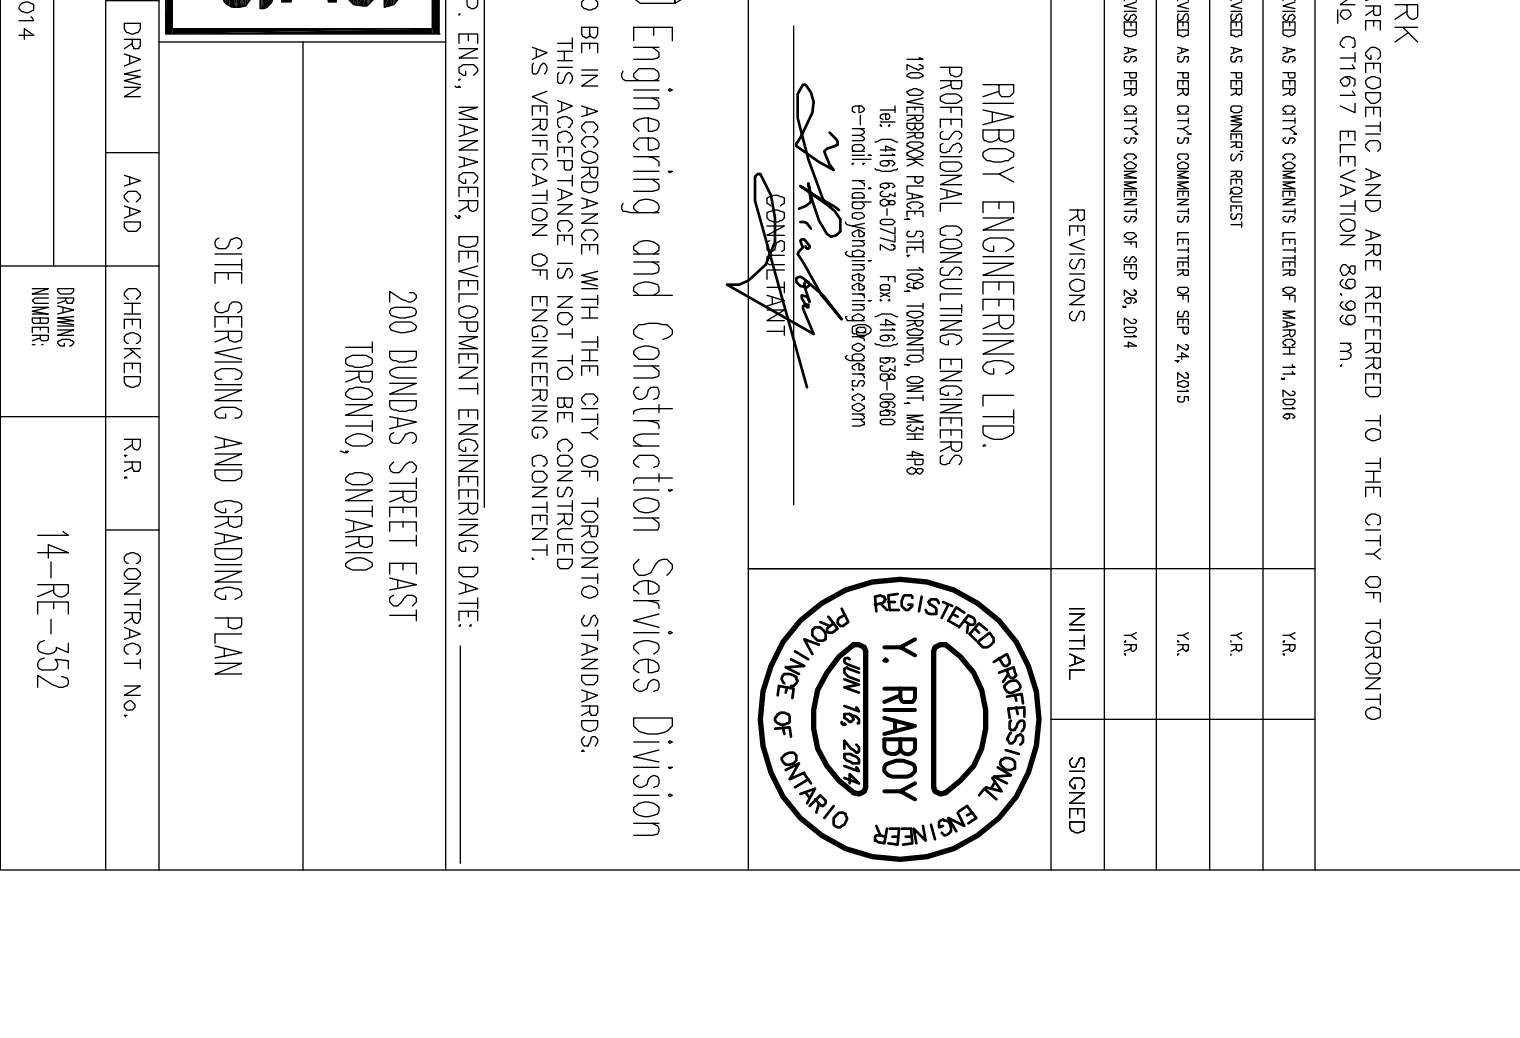 RK
ARE GEODETIC AND ARE REFERRED TO THE CITY OF TORONTO
No CT1617 ELEVATION 89.99 m.
EVISED AS PER CITY'S COMMENTS LETTER OF MARCH 11, 2016 Y.R.
EVISED AS PER OWNER'S REQUEST Y.R.
EVISED AS PER CITY'S COMMENTS LETTER OF SEP 24, 2015 Y.R.
EVISED AS PER CITY'S COMMENTS OF SEP 26, 2014 Y.R.
REVISIONS INITIAL SIGNED
RIABOY ENGINEERING LTD.
PROFESSIONAL CONSULTING ENGINEERS
120 OVERBROOK PLACE, STE. 109, TORONTO, ONT, M3H 4P8
Tel: (416) 638-0772 Fax: (416) 638-0660
e-mail: riaboyengineering@rogers.com
Y. Riaboy
CONSULTANT
REGISTERED PROFESSIONAL ENGINEER
Y. RIABOY
JUN 16, 2014
PROVINCE OF ONTARIO
Engineering and Construction Services Division
O BE IN ACCORDANCE WITH THE CITY OF TORONTO STANDARDS.
THIS ACCEPTANCE IS NOT TO BE CONSTRUED
AS VERIFICATION OF ENGINEERING CONTENT.
P. ENG., MANAGER, DEVELOPMENT ENGINEERING DATE:
200 DUNDAS STREET EAST
TORONTO, ONTARIO
SITE SERVICING AND GRADING PLAN
DRAWN ACAD CHECKED R.R. CONTRACT No.
DRAWING
NUMBER:
14-RE-352
014